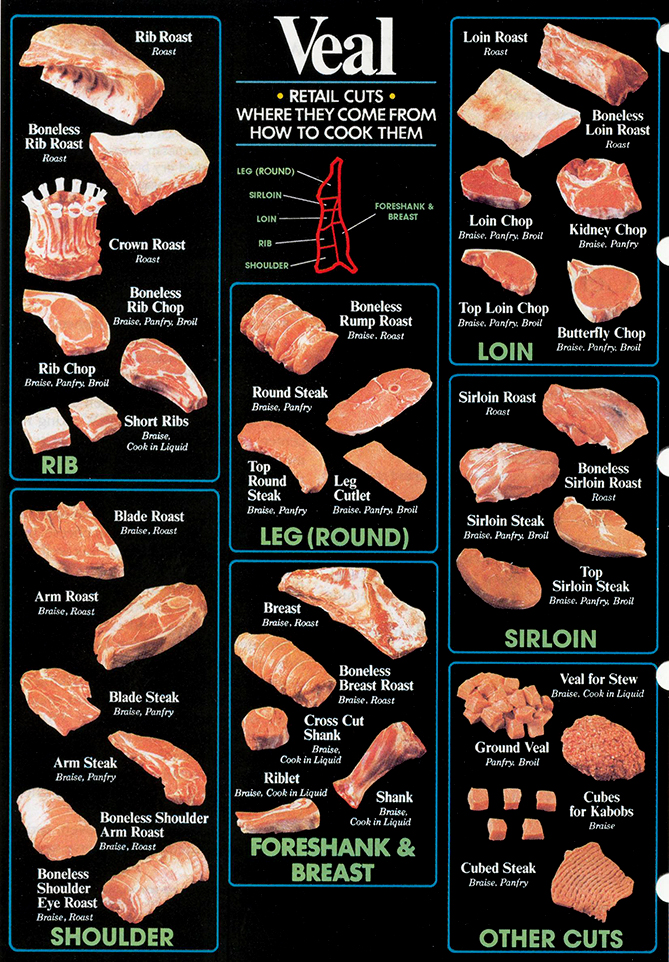 Veal
• RETAIL CUTS •
WHERE THEY COME FROM
HOW TO COOK THEM
LEG (ROUND)
SIRLOIN
LOIN
RIB
SHOULDER
FORESHANK &
BREAST
Rib Roast
Roast
Boneless
Rib Roast
Roast
Crown Roast
Roast
Boneless
Rib Chop
Braise, Panfry, Broil
Rib Chop
Braise, Panfry, Broil
Short Ribs
Braise,
Cook in Liquid
RIB
Blade Roast
Braise, Roast
Arm Roast
Braise, Roast
Blade Steak
Braise, Panfry
Arm Steak
Braise, Panfry
Boneless Shoulder
Arm Roast
Braise, Roast
Boneless
Shoulder
Eye Roast
Braise, Roast
SHOULDER
Boneless
Rump Roast
Braise, Roast
Round Steak
Braise, Panfry
Top
Round
Steak
Braise, Panfry
Leg
Cutlet
Braise, Panfry, Broil
LEG (ROUND)
Breast
Braise, Roast
Boneless
Breast Roast
Braise, Roast
Cross Cut
Shank
Braise,
Cook in Liquid
Riblet
Braise, Cook in Liquid
Shank
Braise,
Cook in Liquid
FORESHANK &
BREAST
Loin Roast
Roast
Boneless
Loin Roast
Roast
Loin Chop
Braise, Panfry, Broil
Kidney Chop
Braise, Panfry
Top Loin Chop
Braise, Panfry, Broil
Butterfly Chop
Braise, Panfry, Broil
LOIN
Sirloin Roast
Roast
Boneless
Sirloin Roast
Roast
Sirloin Steak
Braise, Panfry, Broil
Top
Sirloin Steak
Braise, Panfry, Broil
SIRLOIN
Veal for Stew
Braise, Cook in Liquid
Ground Veal
Panfry, Broil
Cubes
for Kabobs
Braise
Cubed Steak
Braise, Panfry
OTHER CUTS